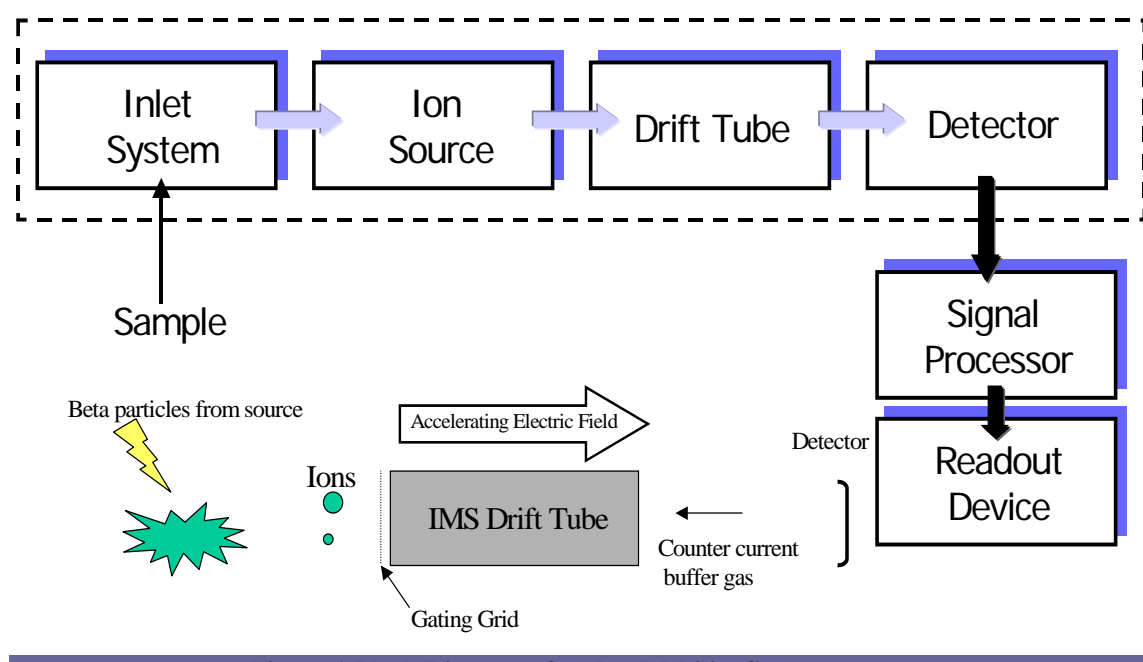 Inlet
System
Ion
Source
Drift Tube
Detector
Sample
Signal
Processor
Readout
Device
Beta particles from source
Accelerating Electric Field
Detector
Ions
IMS Drift Tube
Counter current
buffer gas
Gating Grid